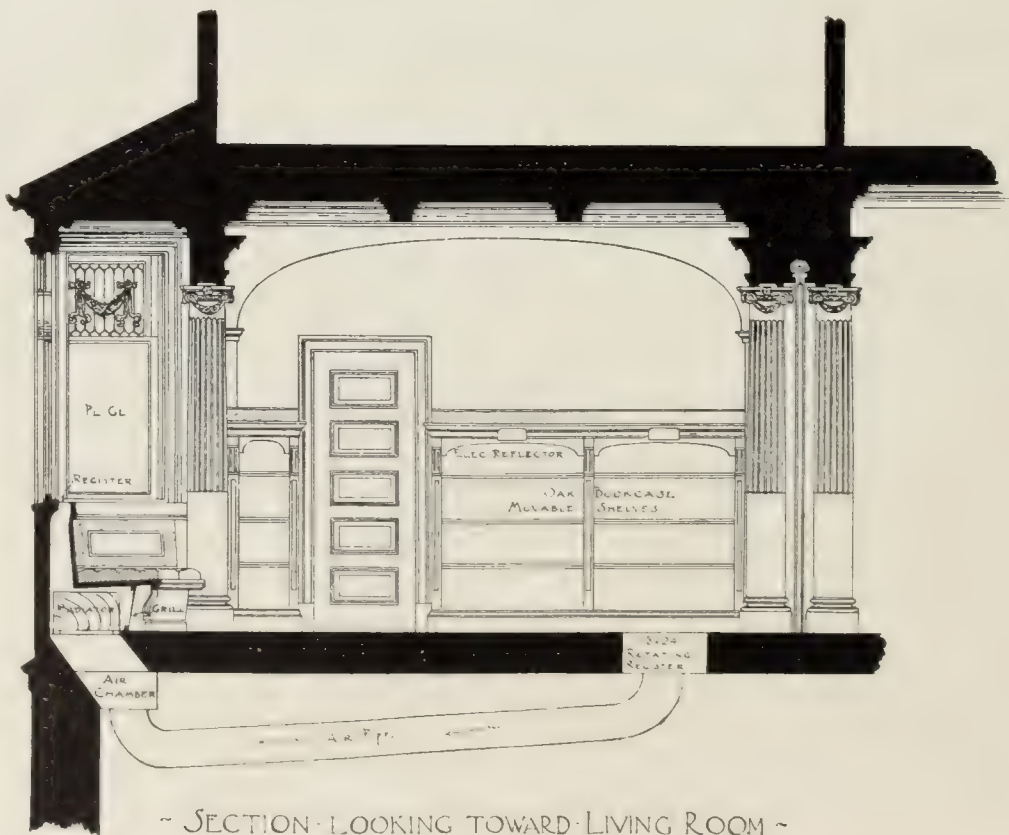 PL GL
REGISTER
ELEC REFLECTOR
OAK BOOKCASE
MOVABLE SHELVES
RADIATOR
GRILL
AIR
CHAMBER
AIR PIPE
ROTATING
REGISTER
~ SECTION · LOOKING TOWARD · LIVING ROOM ~